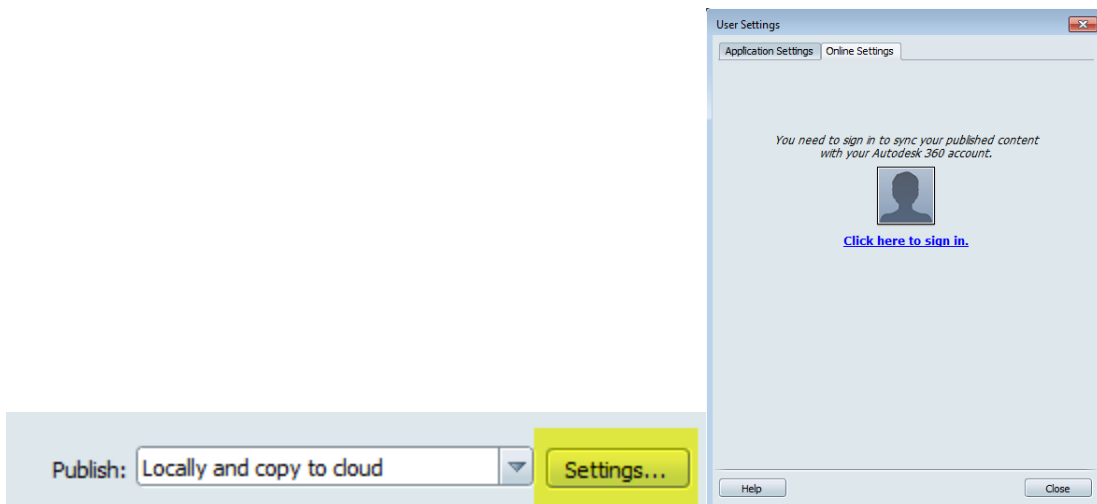 User Settings
Application Settings Online Settings
You need to sign in to sync your published content
with your Autodesk 360 account.
Click here to sign in.
Help Close
Publish: Locally and copy to cloud Settings...